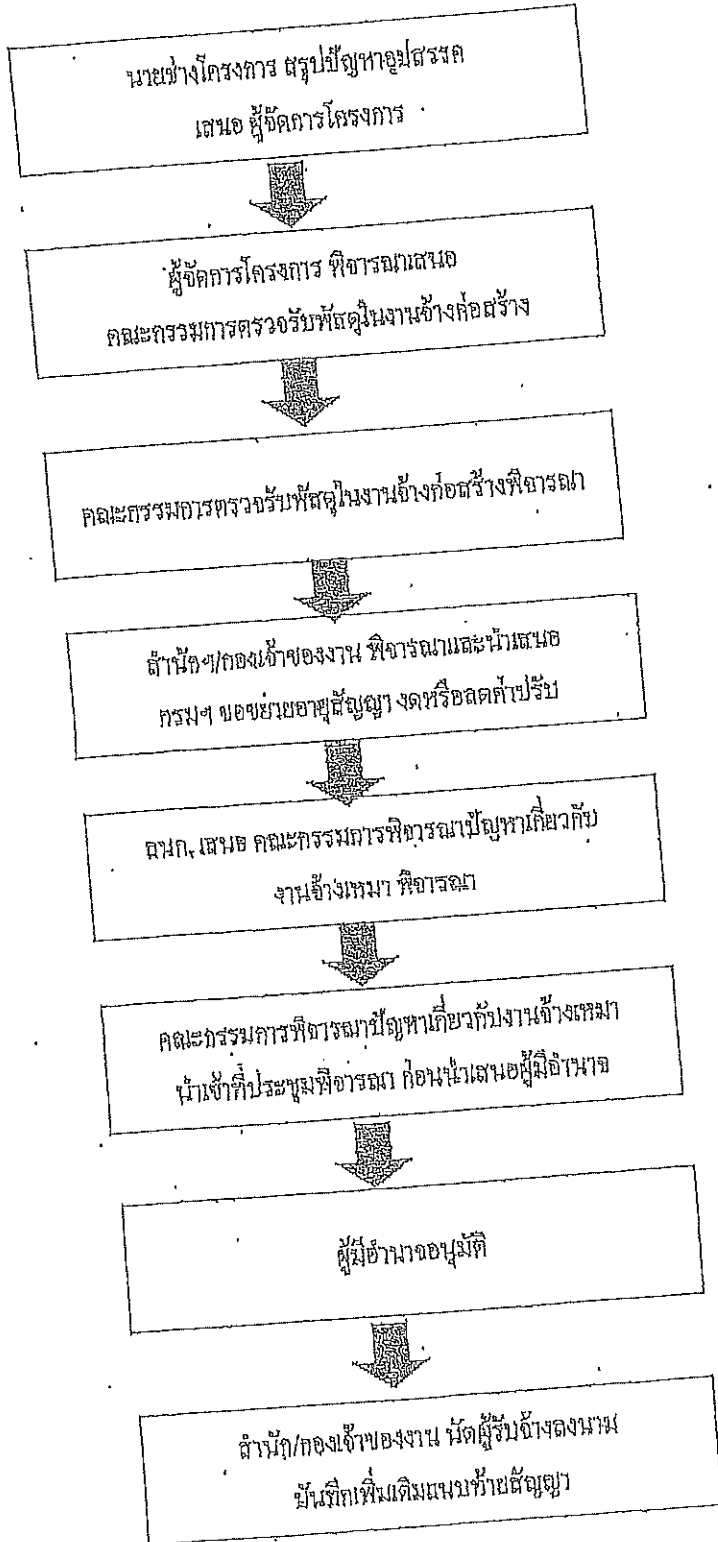 นายช่างโครงการ สรุปปัญหาอุปสรรค
เสนอ ผู้จัดการโครงการ
ผู้จัดการโครงการ พิจารณาเสนอ
คณะกรรมการตรวจรับพัสดุในงานจ้างก่อสร้าง
คณะกรรมการตรวจรับพัสดุในงานจ้างก่อสร้างพิจารณา
สำนักฯ/กองเจ้าของงาน พิจารณาและนำเสนอ
กรมฯ ขอขยายอายุสัญญา งดหรือลดค่าปรับ
ลนก. เสนอ คณะกรรมการพิจารณาปัญหาเกี่ยวกับ
งานจ้างเหมา พิจารณา
คณะกรรมการพิจารณาปัญหาเกี่ยวกับงานจ้างเหมา
นำเข้าที่ประชุมพิจารณา ก่อนนำเสนอผู้มีอำนาจ
ผู้มีอำนาจอนุมัติ
สำนัก/กองเจ้าของงาน นัดผู้รับจ้างลงนาม
บันทึกเพิ่มเติมแนบท้ายสัญญา